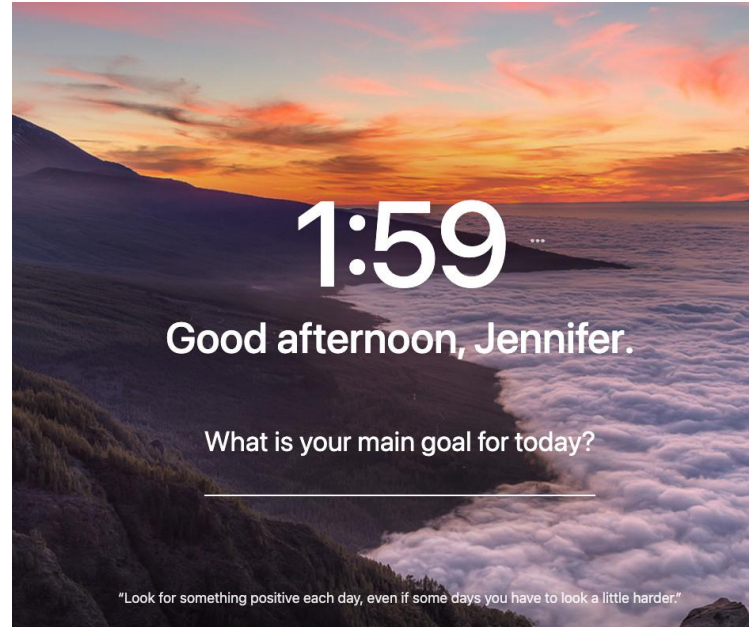 1:59
Good afternoon, Jennifer.
What is your main goal for today?
“Look for something positive each day, even if some days you have to look a little harder.”